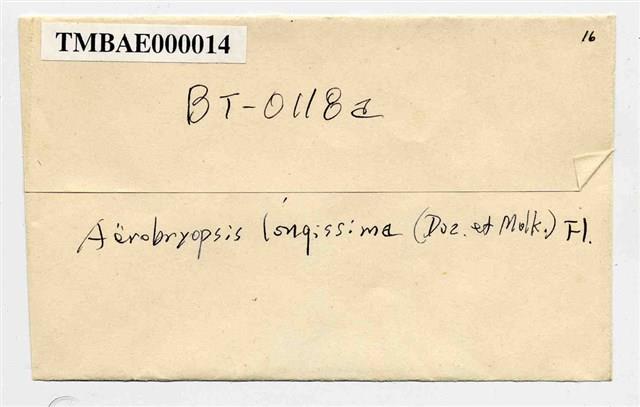 TMBAE000014
16
BT-0118a
Aërobryopsis longissima (Doz. et Molk.) Fl.